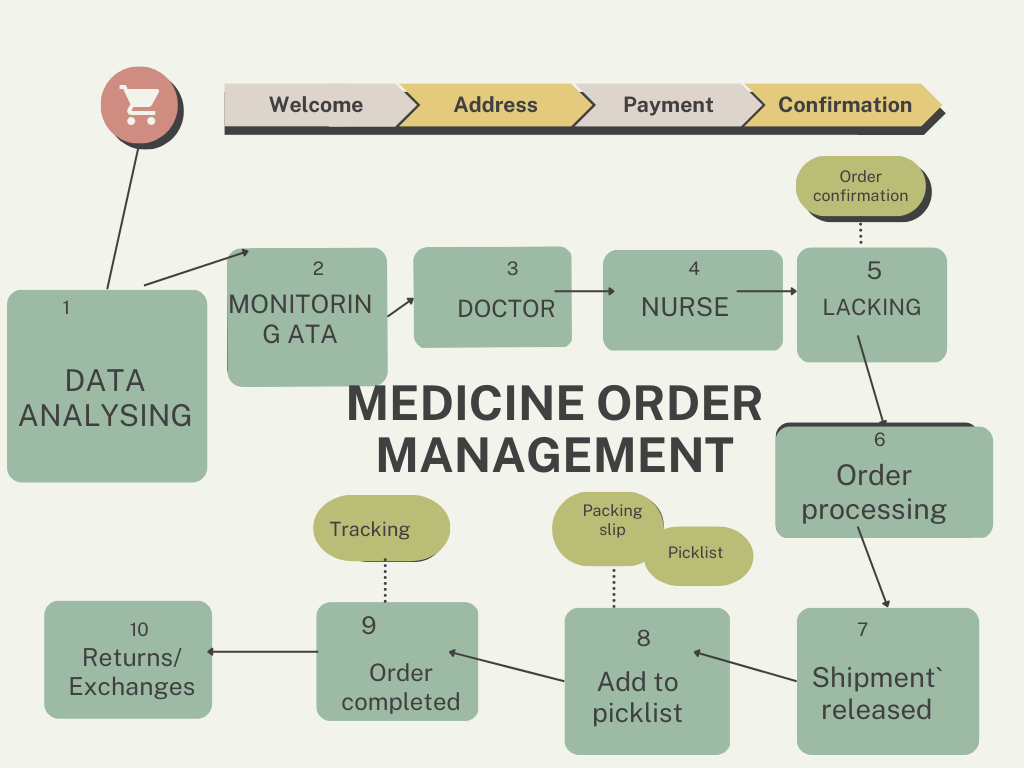 Welcome
Address
Payment
Confirmation
Order
confirmation
1
DATA
ANALYSING
2
MONITORIN
G ATA
3
DOCTOR
4
NURSE
5
LACKING
MEDICINE ORDER
MANAGEMENT
6
Order
processing
Tracking
Packing
slip
Picklist
7
Shipment`
released
8
Add to
picklist
9
Order
completed
10
Returns/
Exchanges